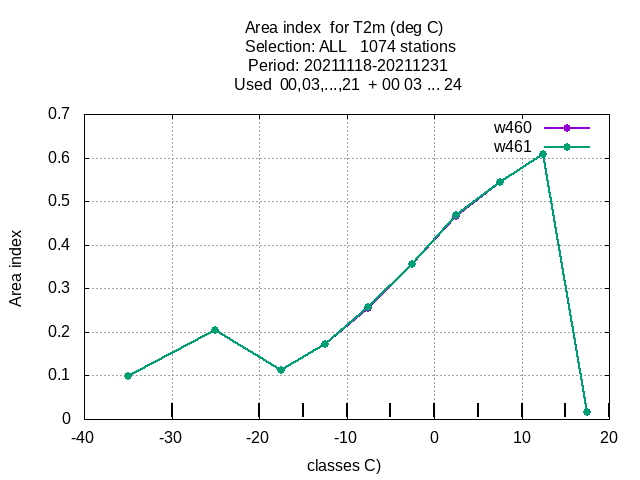 Area index  for T2m (deg C)
Selection: ALL   1074 stations
Period: 20211118-20211231
Used  00,03,...,21  + 00 03 ... 24
0.7
w460
w461
0.6
0.5
0.4
0.3
0.2
0.1
0
Area index
-40
-30
-20
-10
0
10
20
classes C)